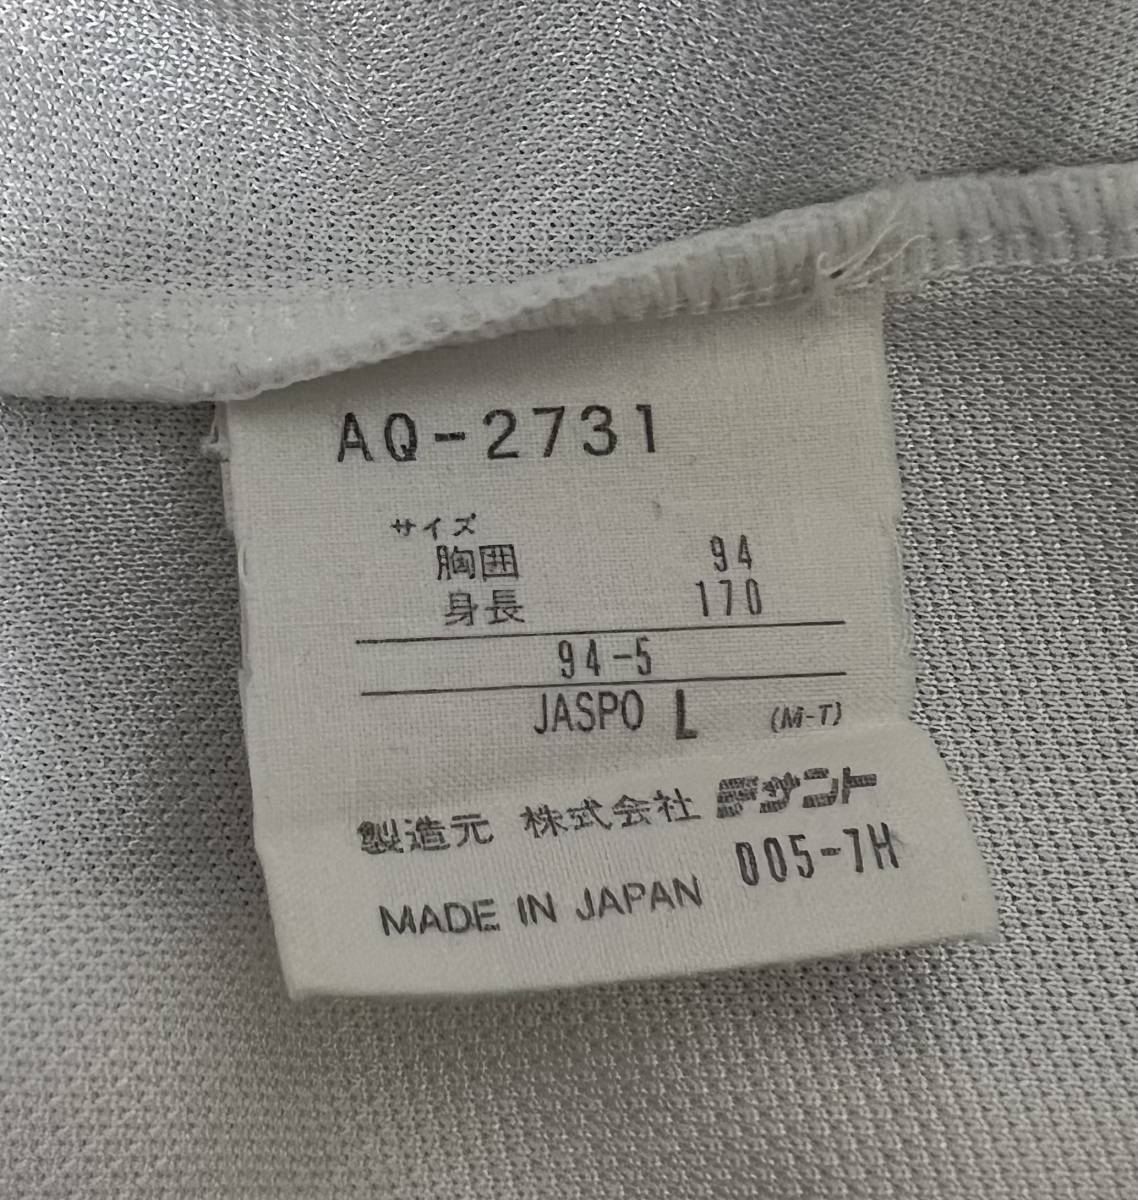 AQ-2731
サイズ
胸囲 94
身長 170
94-5
JASPO L (M-T)
製造元 株式会社 デサント
005-7H
MADE IN JAPAN